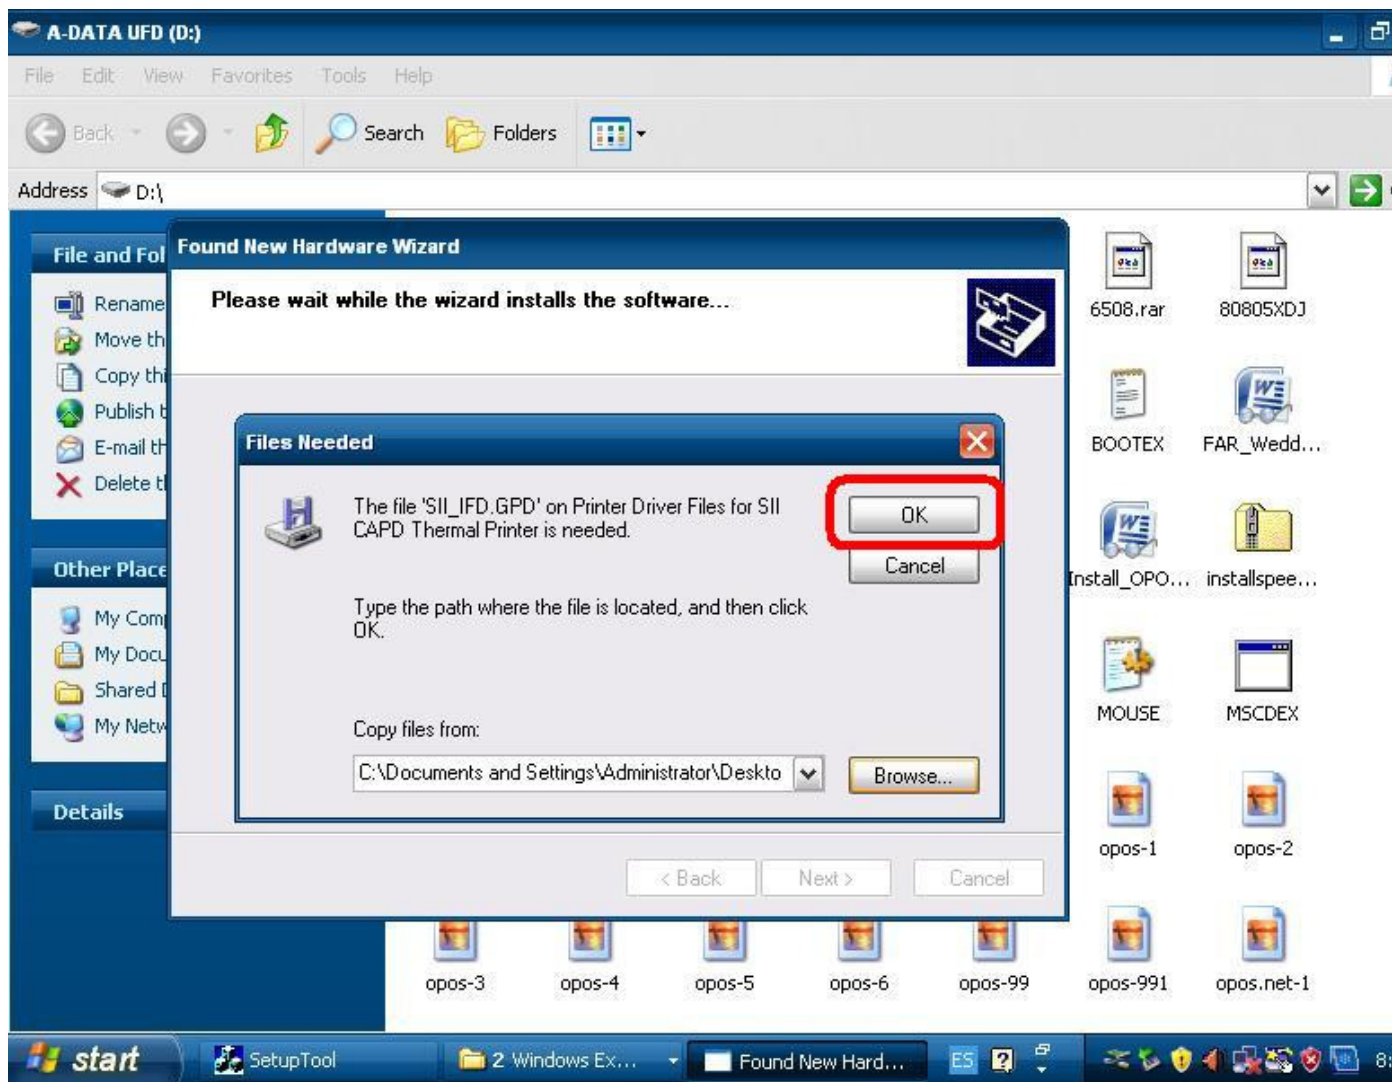 A-DATA UFD (D:)
File Edit View Favorites Tools Help
Back Search Folders
Address D:\
File and Fol
Rename
Move th
Copy thi
Publish t
E-mail th
Delete t
Other Place
My Com
My Docu
Shared D
My Netw
Details
Found New Hardware Wizard
Please wait while the wizard installs the software...
Files Needed
The file 'SII_IFD.GPD' on Printer Driver Files for SII
CAPD Thermal Printer is needed.
OK
Cancel
Type the path where the file is located, and then click
OK.
Copy files from:
C:\Documents and Settings\Administrator\Deskto
Browse...
< Back Next > Cancel
6508.rar 80805XDJ
BOOTEX FAR_Wedd...
Install_OPO... installspee...
MOUSE MSCDEX
opos-1 opos-2
opos-3 opos-4 opos-5 opos-6 opos-99 opos-991 opos.net-1
start SetupTool 2 Windows Ex... Found New Hard... ES 8: